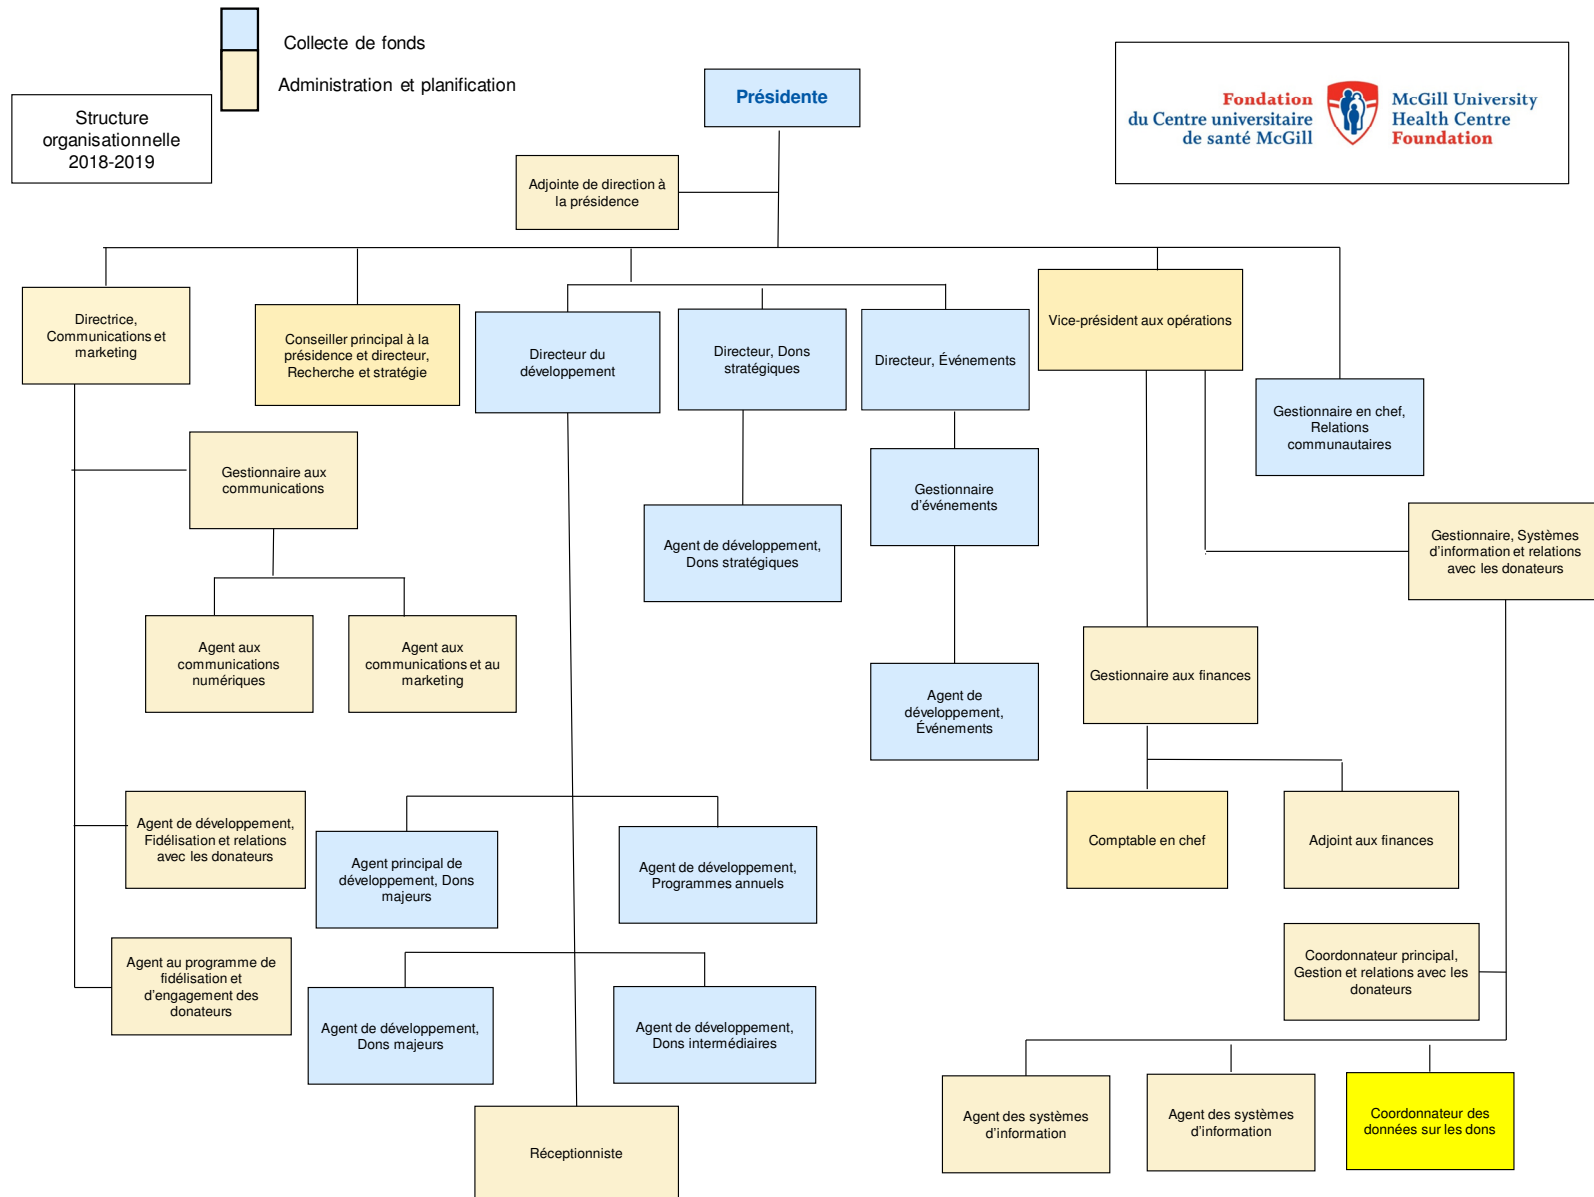 Collecte de fonds
Administration et planification
Structure
organisationnelle
2018-2019
Présidente
Fondation
du Centre universitaire
de santé McGill
McGill University
Health Centre
Foundation
Adjointe de direction à
la présidence
Directrice,
Communications et
marketing
Conseiller principal à la
présidence et directeur,
Recherche et stratégie
Directeur du
développement
Directeur, Dons
stratégiques
Directeur, Événements
Vice-président aux opérations
Gestionnaire en chef,
Relations
communautaires
Gestionnaire aux
communications
Gestionnaire
d'événements
Agent de développement,
Dons stratégiques
Gestionnaire, Systèmes
d'information et relations
avec les donateurs
Agent aux
communications
numériques
Agent aux
communications et au
marketing
Agent de
développement,
Événements
Gestionnaire aux finances
Agent de développement,
Fidélisation et relations
avec les donateurs
Agent principal de
développement, Dons
majeurs
Agent de développement,
Programmes annuels
Comptable en chef
Adjoint aux finances
Agent au programme de
fidélisation et
d'engagement des
donateurs
Agent de développement,
Dons majeurs
Agent de développement,
Dons intermédiaires
Coordonnateur principal,
Gestion et relations avec les
donateurs
Réceptionniste
Agent des systèmes
d'information
Agent des systèmes
d'information
Coordonnateur des
données sur les dons